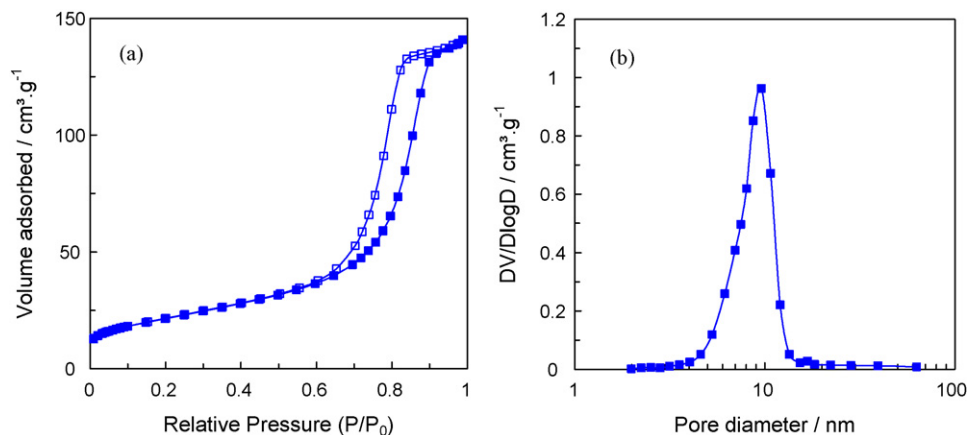 (a)
Volume adsorbed / cm³.g⁻¹
150
100
50
0
0 0.2 0.4 0.6 0.8 1
Relative Pressure (P/P₀)
(b)
DV/DlogD / cm³.g⁻¹
1.2
1
0.8
0.6
0.4
0.2
0
1 10 100
Pore diameter / nm